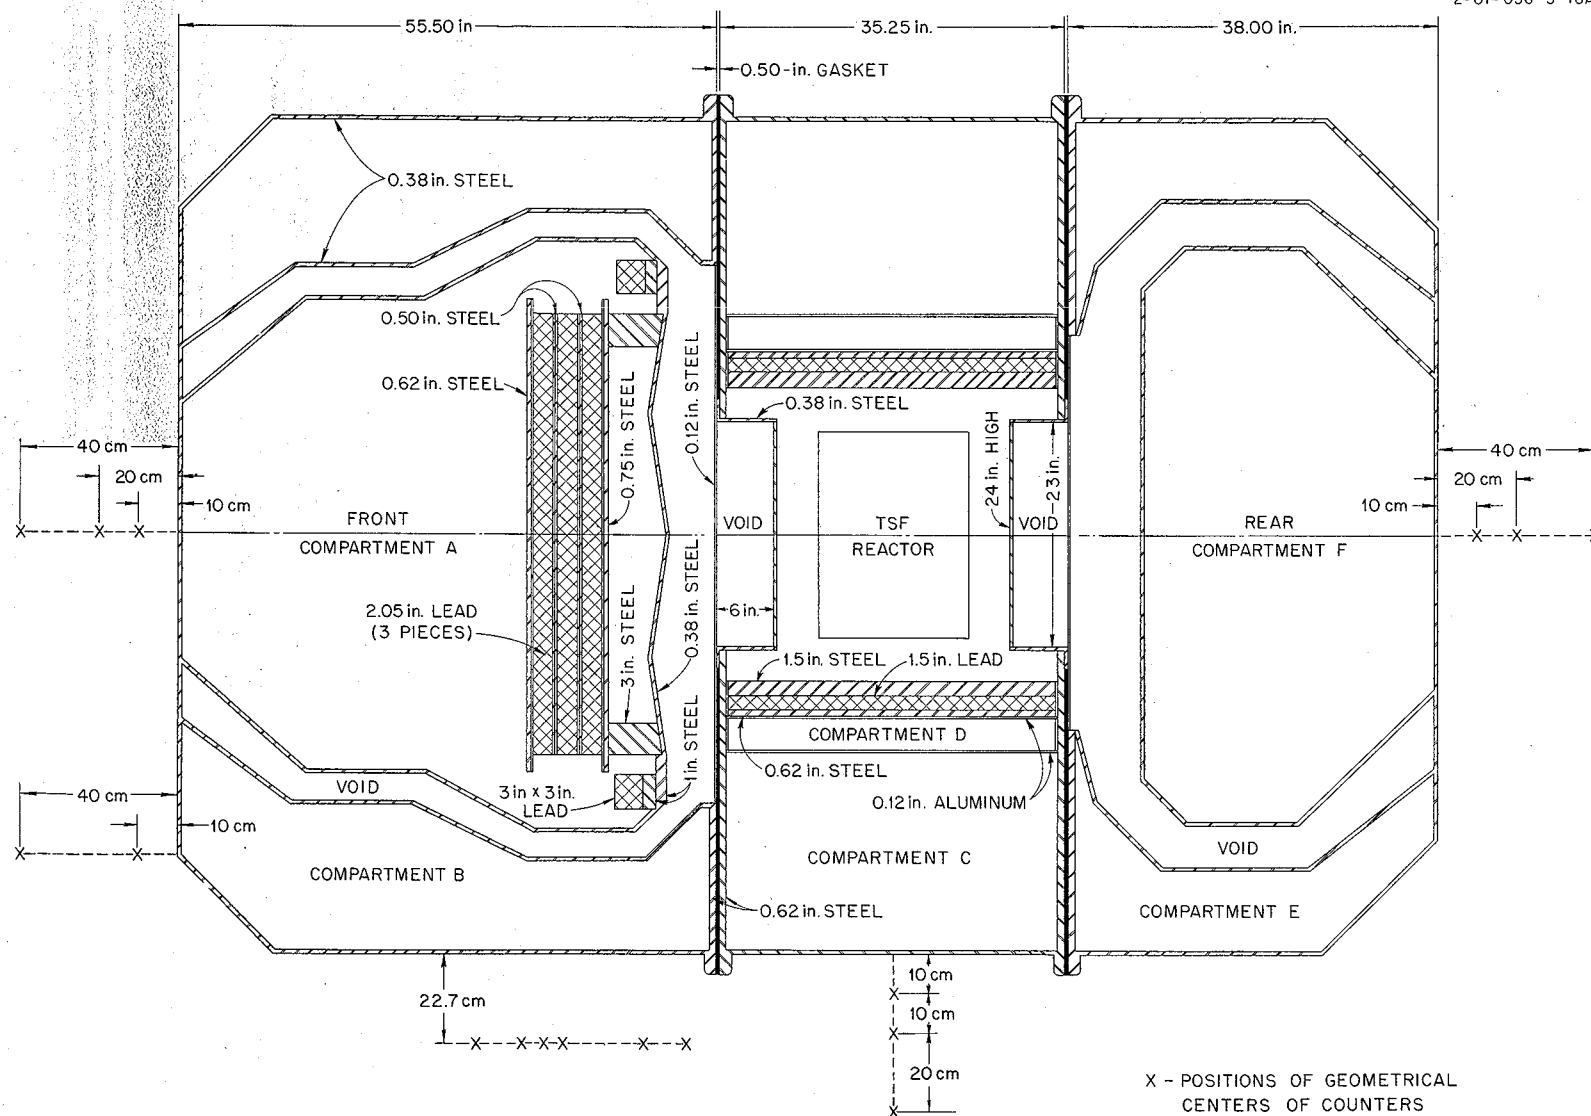 55.50 in
35.25 in.
38.00 in.
0.50-in. GASKET
0.38 in. STEEL
0.50 in. STEEL
0.62 in. STEEL
0.75 in. STEEL
0.12 in. STEEL
0.38 in. STEEL
24 in. HIGH
23 in.
40 cm
20 cm
10 cm
40 cm
20 cm
10 cm
FRONT
COMPARTMENT A
VOID
TSF
REACTOR
VOID
REAR
COMPARTMENT F
2.05 in. LEAD
(3 PIECES)
3 in. STEEL
0.38 in. STEEL
6 in.
1.5 in. STEEL
1.5 in. LEAD
1 in. STEEL
COMPARTMENT D
0.62 in. STEEL
VOID
3 in x 3 in.
LEAD
0.12 in. ALUMINUM
40 cm
10 cm
VOID
COMPARTMENT C
COMPARTMENT B
0.62 in. STEEL
COMPARTMENT E
22.7 cm
10 cm
10 cm
20 cm
X - POSITIONS OF GEOMETRICAL
CENTERS OF COUNTERS